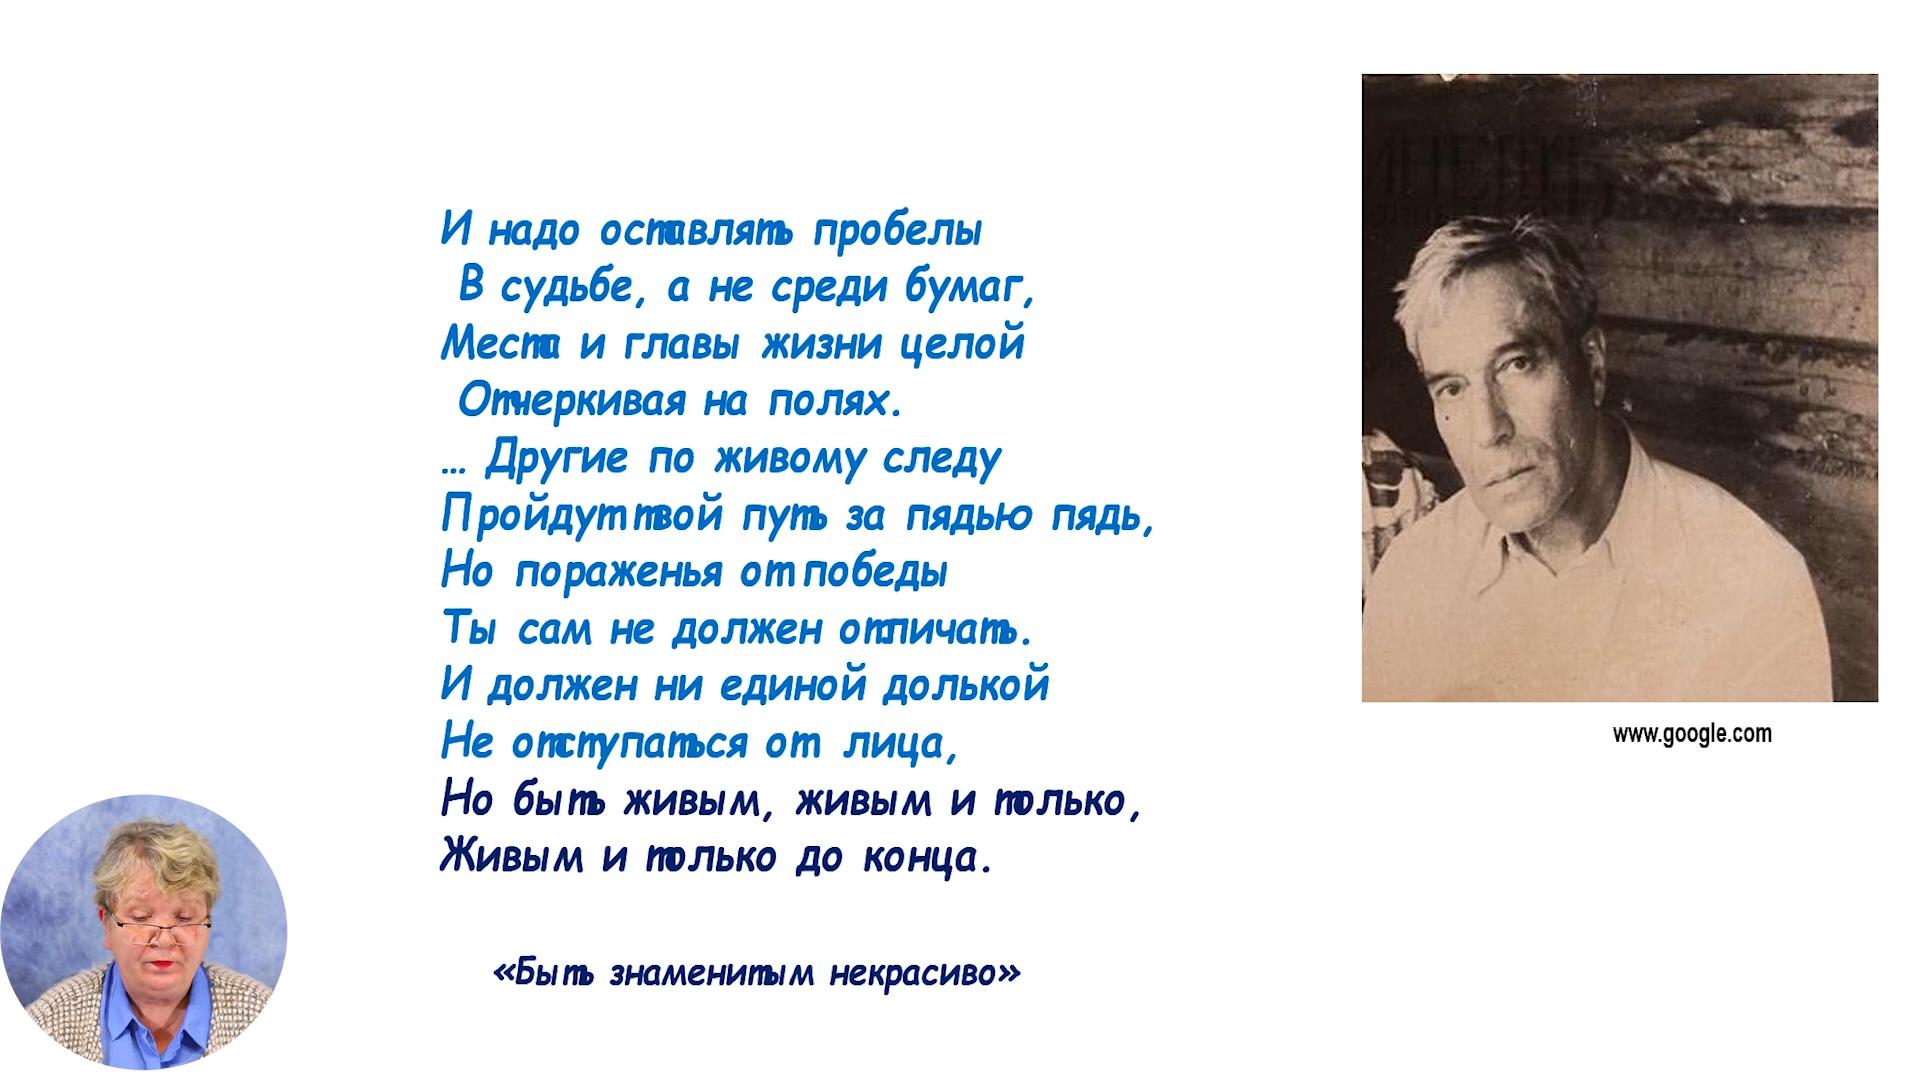 И надо оставлять пробелы
В судьбе, а не среди бумаг,
Места и главы жизни целой
Отчеркивая на полях.
... Другие по живому следу
Пройдут твой путь за пядью пядь,
Но пораженья от победы
Ты сам не должен отличать.
И должен ни единой долькой
Не отступаться от лица,
Но быть живым, живым и только,
Живым и только до конца.
«Быть знаменитым некрасиво»
www.google.com